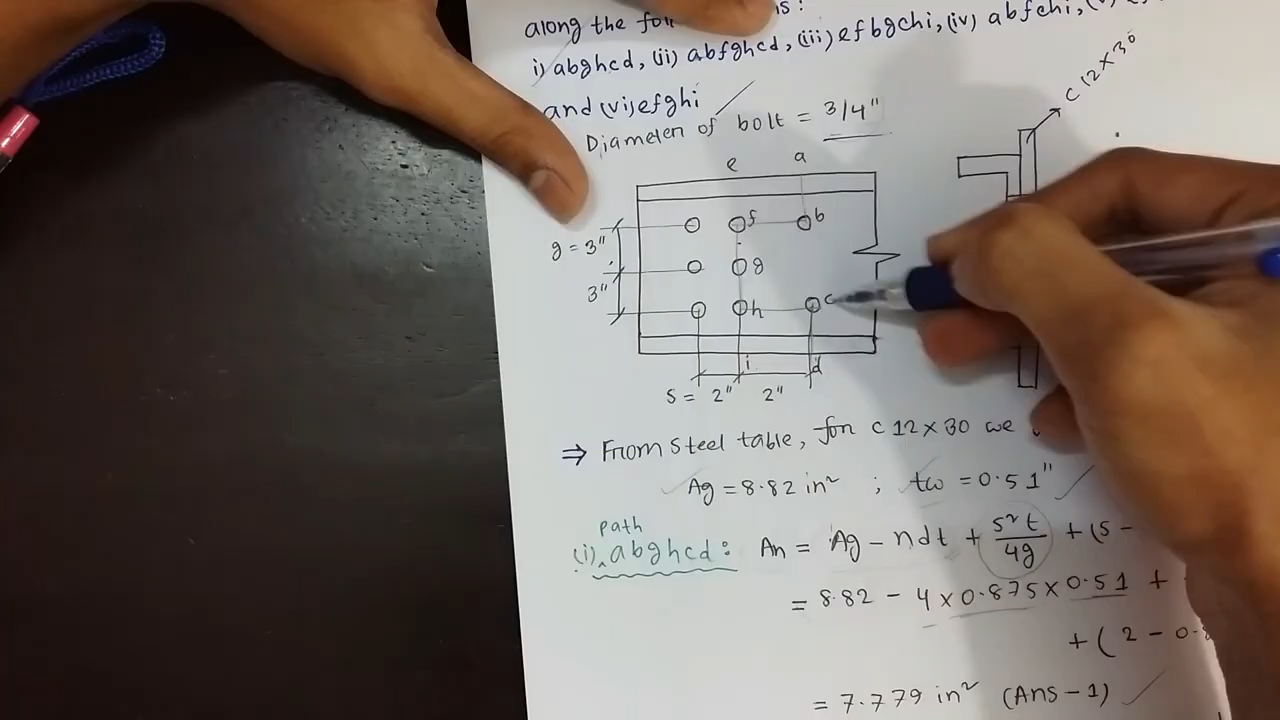 along the
i) abghcd, (ii) abfghcd, (iii) efbgchi, (iv) abfchi,
and (vi) efghi
Diameter of bolt = 3/4"
C 12×30
e a
f b
g = 3"
g
3"
h c
i d
S = 2" 2"
⇒ From steel table, for C 12×30 we
Ag = 8.82 in² ; tw = 0.51"
path
(i) abghcd: An = Ag - ndt + s²t/4g + (s -
= 8.82 - 4 × 0.875 × 0.51 +
+ ( 2 - 0.
= 7.779 in² (Ans - 1)